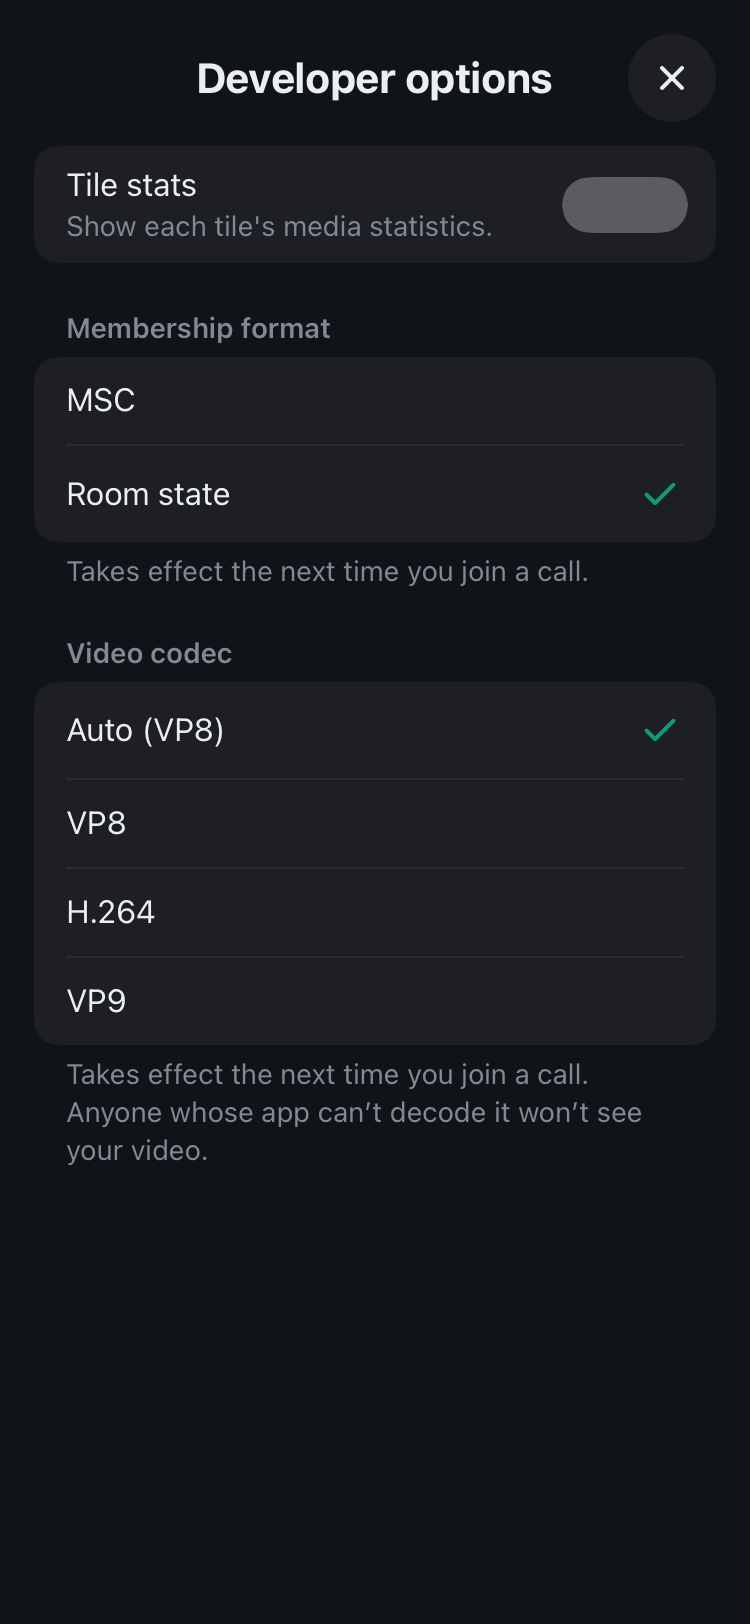 Developer options
Tile stats
Show each tile's media statistics.
Membership format
MSC
Room state
Takes effect the next time you join a call.
Video codec
Auto (VP8)
VP8
H.264
VP9
Takes effect the next time you join a call.
Anyone whose app can’t decode it won’t see
your video.